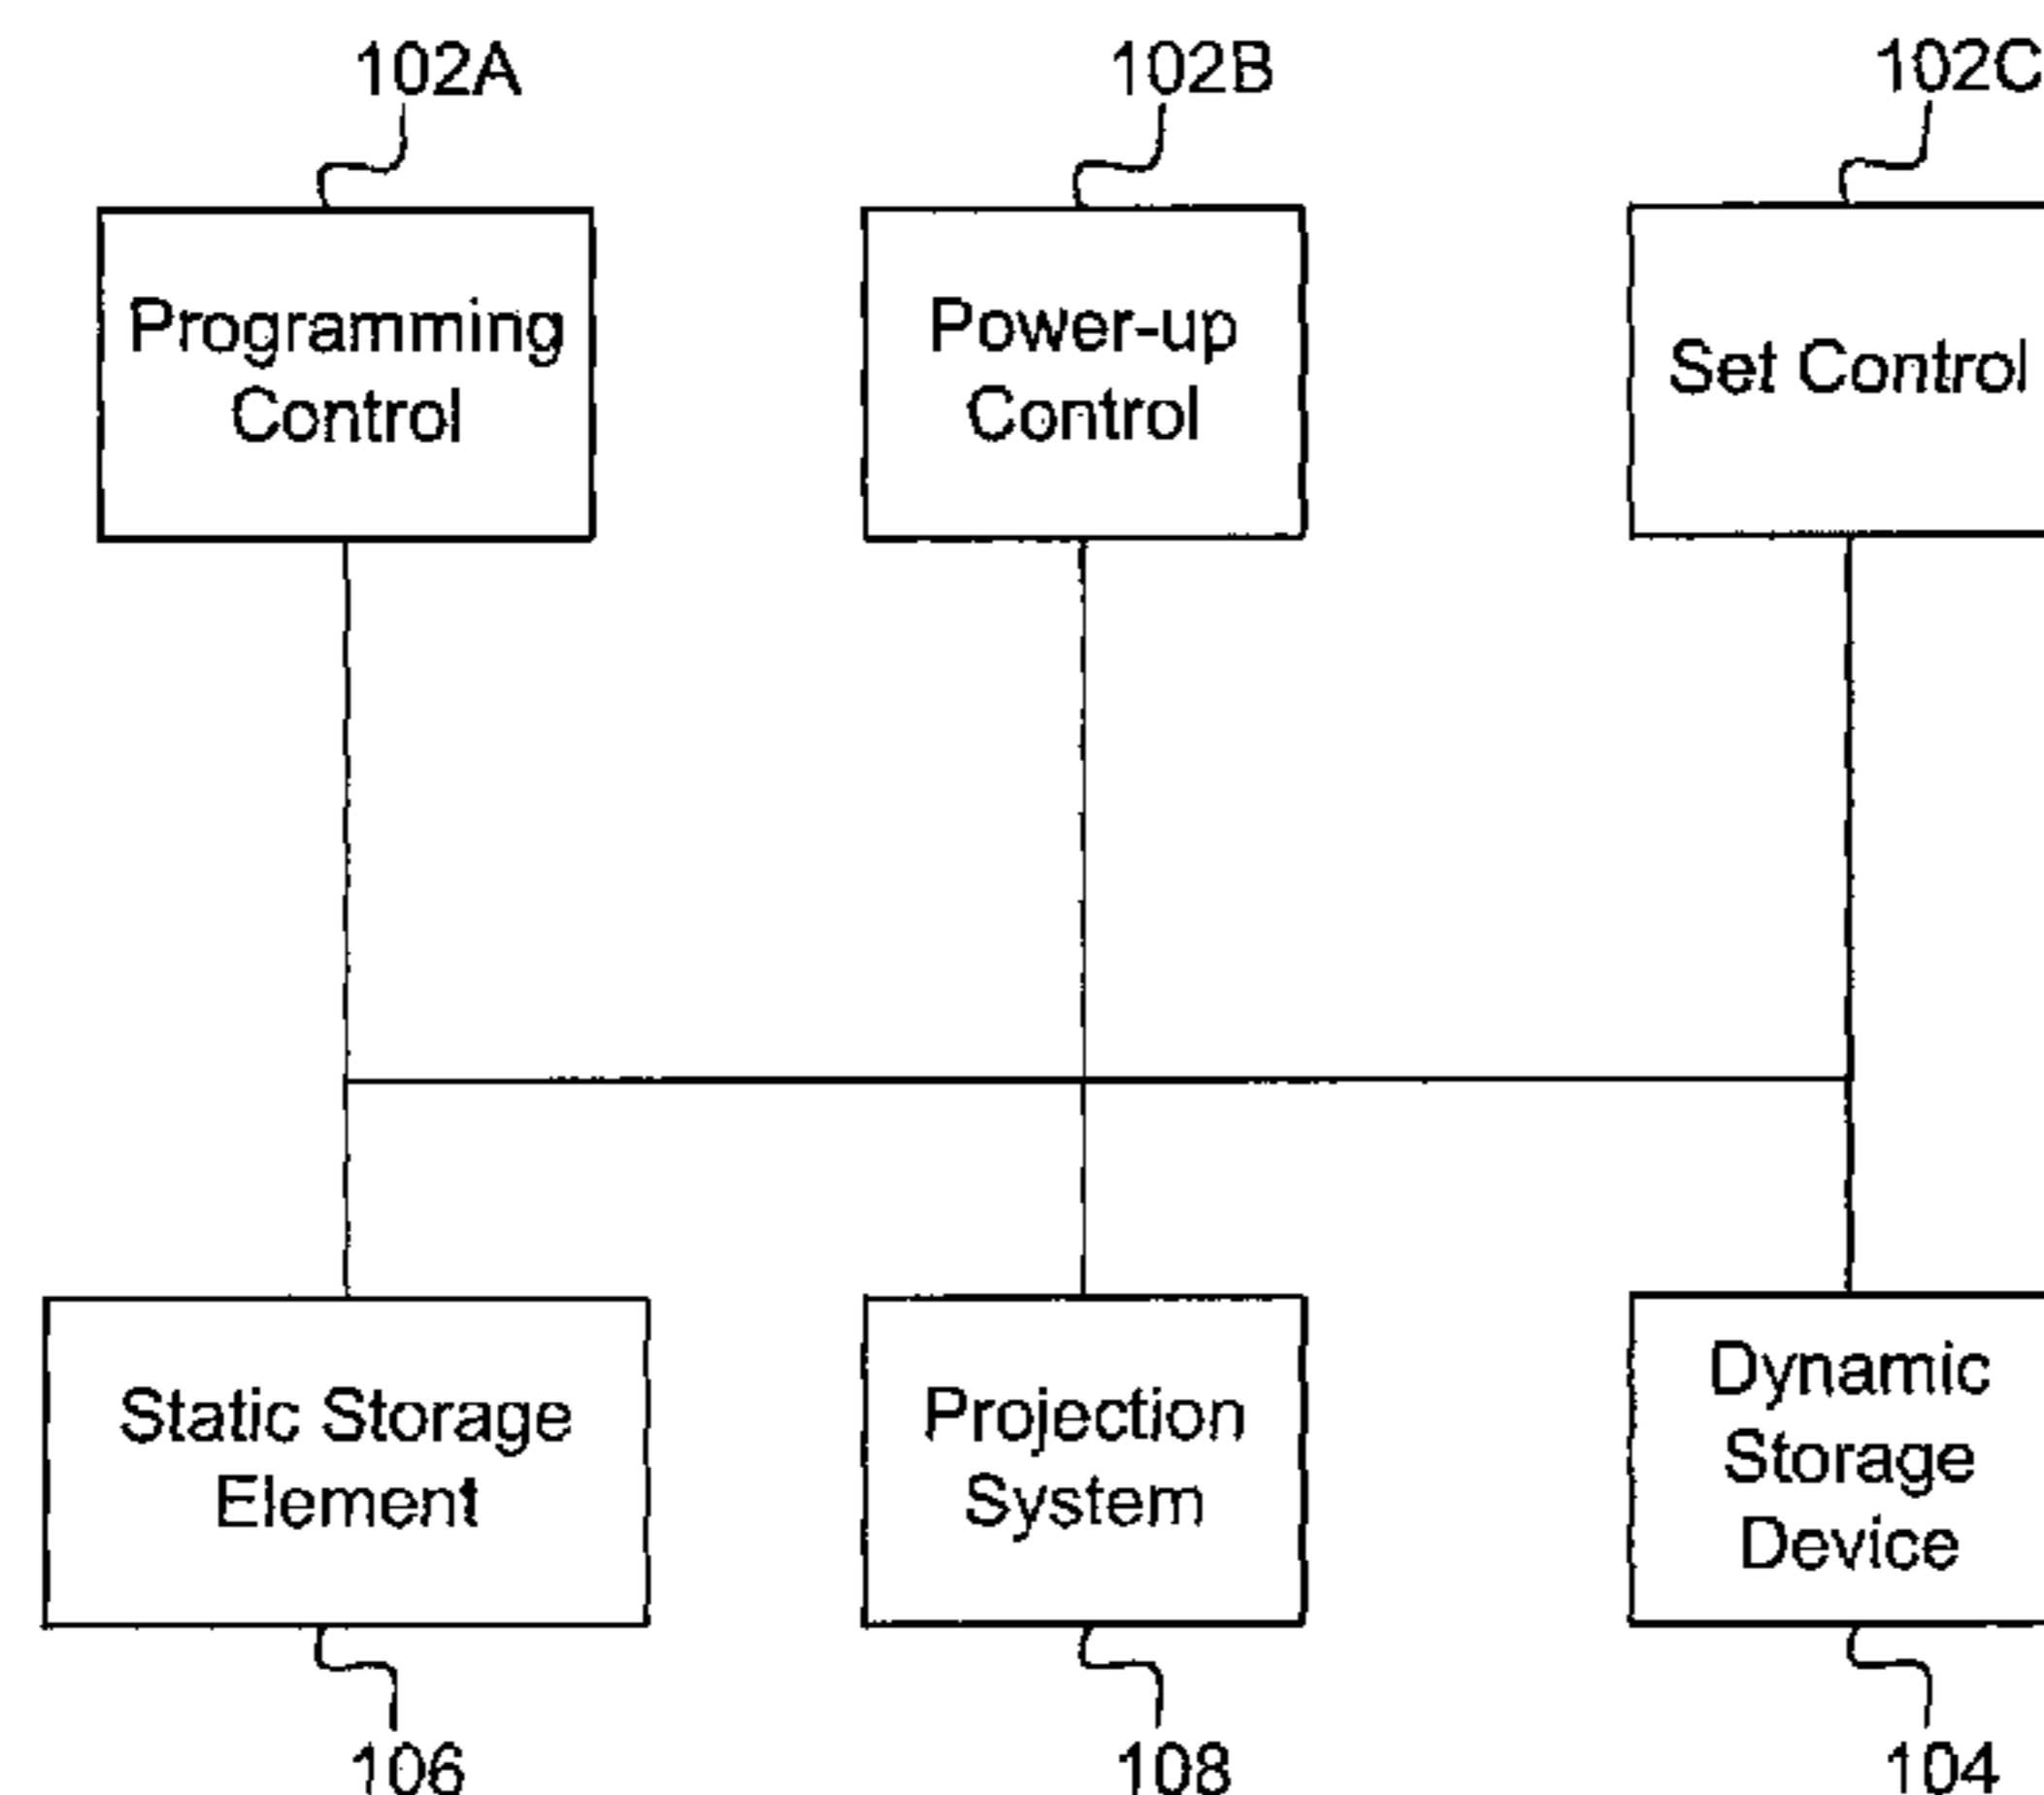 102A
102B
102C
Programming
Control
Power-up
Control
Set Control
Static Storage
Element
Projection
System
Dynamic
Storage
Device
106
108
104